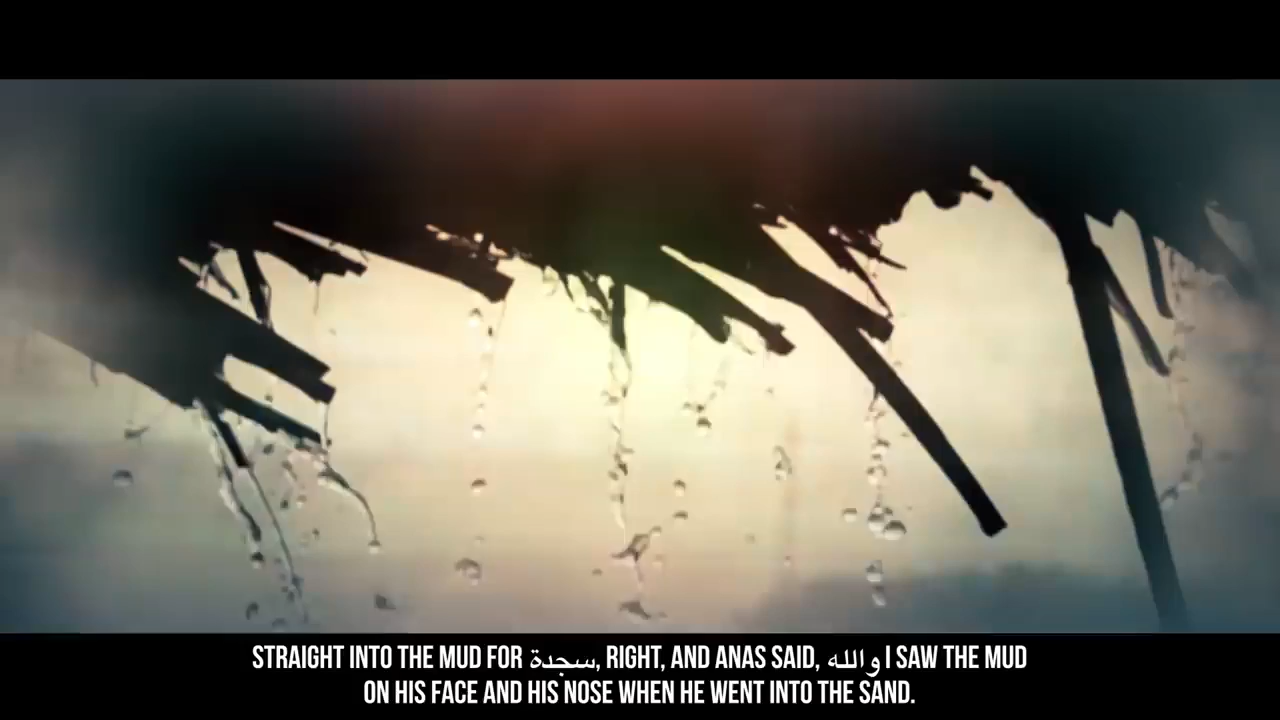 STRAIGHT INTO THE MUD FOR سجدة, RIGHT, AND ANAS SAID, والله I SAW THE MUD
ON HIS FACE AND HIS NOSE WHEN HE WENT INTO THE SAND.